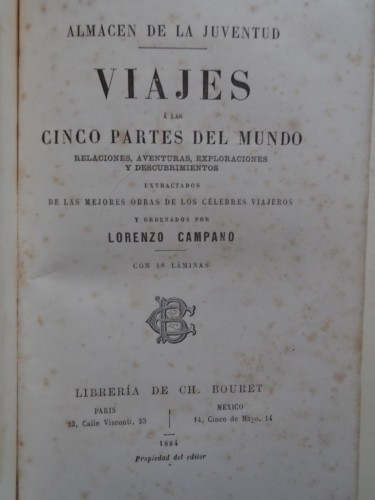 ALMACEN DE LA JUVENTUD
VIAJES
Á LAS
CINCO PARTES DEL MUNDO
RELACIONES, AVENTURAS, EXPLORACIONES
Y DESCUBRIMIENTOS
EXTRACTADOS
DE LAS MEJORES OBRAS DE LOS CÉLEBRES VIAJEROS
Y ORDENADOS POR
LORENZO CAMPANO
CON 18 LÁMINAS
CB
LIBRERÍA DE CH. BOURET
PARIS
23, Calle Visconti, 23
MÉXICO
14, Cinco de Mayo, 14
1884
Propiedad del editor